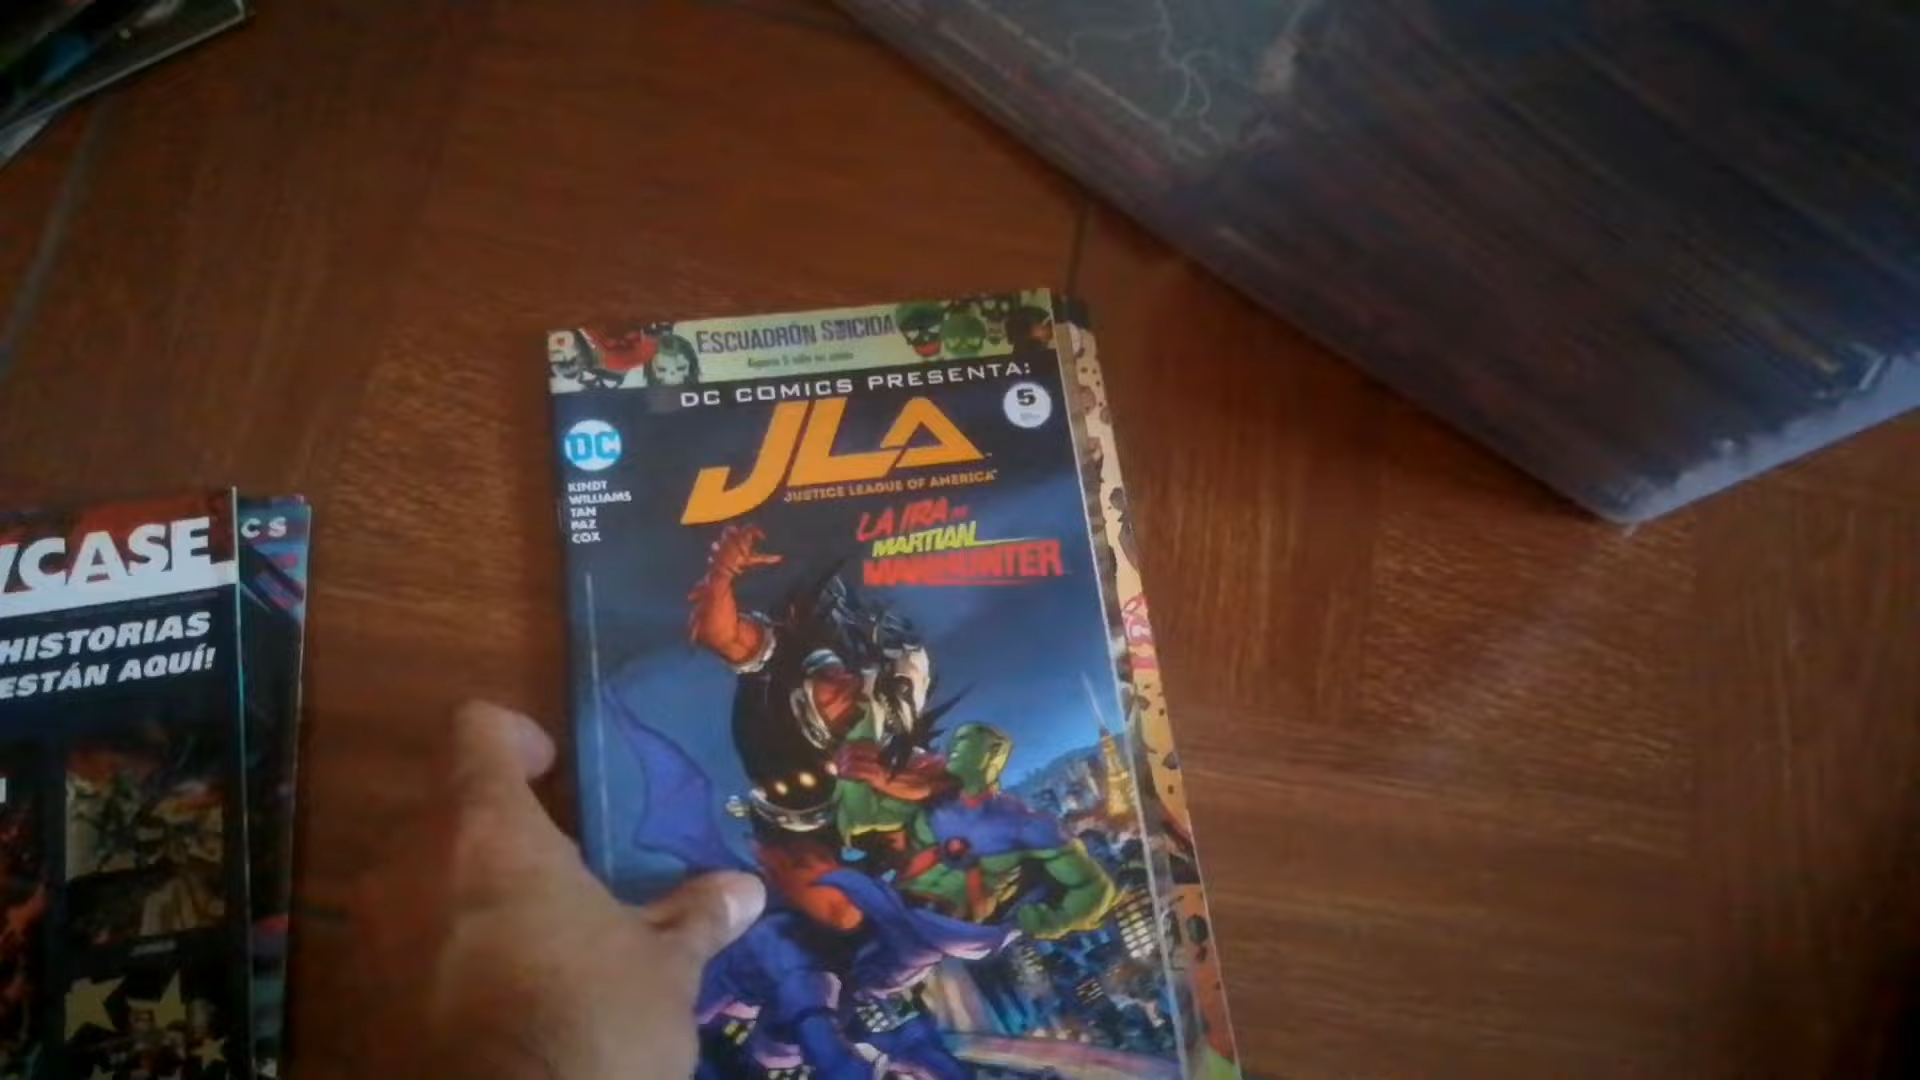 ESCUADRÓN SUICIDA
DC COMICS PRESENTA:
5
JLA
JUSTICE LEAGUE OF AMERICA
DC
KINDT
WILLIAMS
TAN
PAZ
COX
LA IRA DE
MARTIAN
MANHUNTER
WCASE
CS
HISTORIAS
ESTÁN AQUÍ!